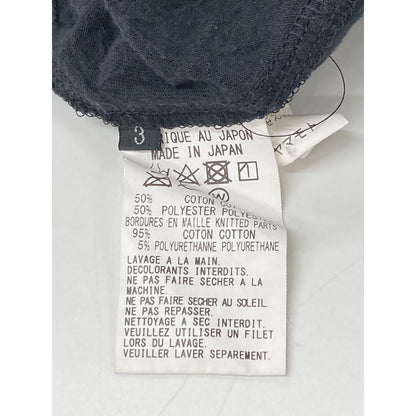 3
RIQUE AU JAPON
MADE IN JAPAN
1
W
50% COTON COTTON
50% POLYESTER POLYESTE
BORDURES EN MAILLE KNITTED PARTS
95% COTON COTTON
5% POLYURETHANNE POLYURETHANE
LAVAGE A LA MAIN.
DECOLORANTS INTERDITS.
NE PAS FAIRE SECHER A LA
MACHINE.
NE PAS FAIRE SECHER AU SOLEIL.
NE PAS REPASSER.
NETTOYAGE A SEC INTERDIT.
VEUILLEZ UTILISER UN FILET
LORS DU LAVAGE.
VEUILLER LAVER SEPAREMENT.